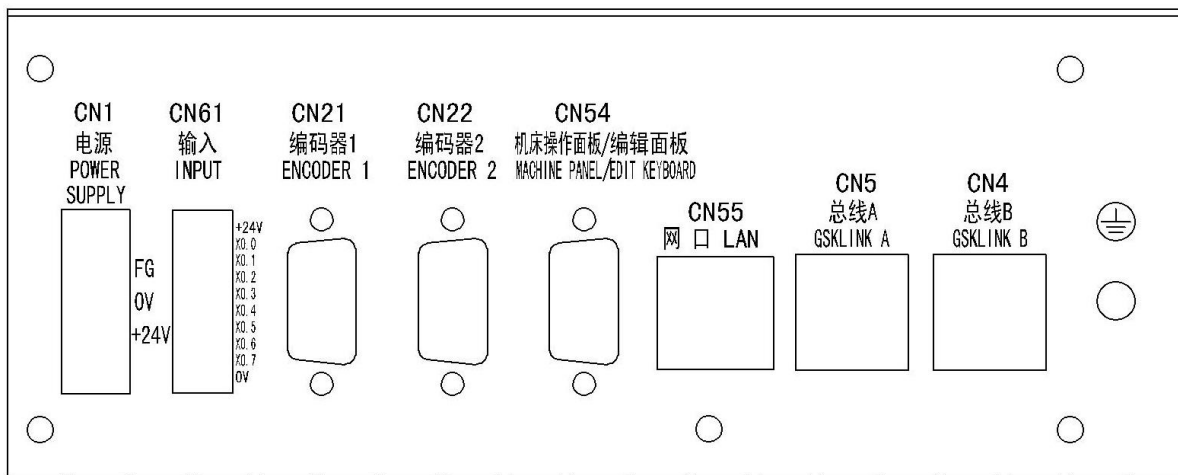 CN1
电源
POWER
SUPPLY
FG
0V
+24V
CN61
输入
INPUT
+24V
X0.0
X0.1
X0.2
X0.3
X0.4
X0.5
X0.6
X0.7
0V
CN21
编码器1
ENCODER 1
CN22
编码器2
ENCODER 2
CN54
机床操作面板/编辑面板
MACHINE PANEL/EDIT KEYBOARD
CN55
网 口 LAN
CN5
总线A
GSKLINK A
CN4
总线B
GSKLINK B